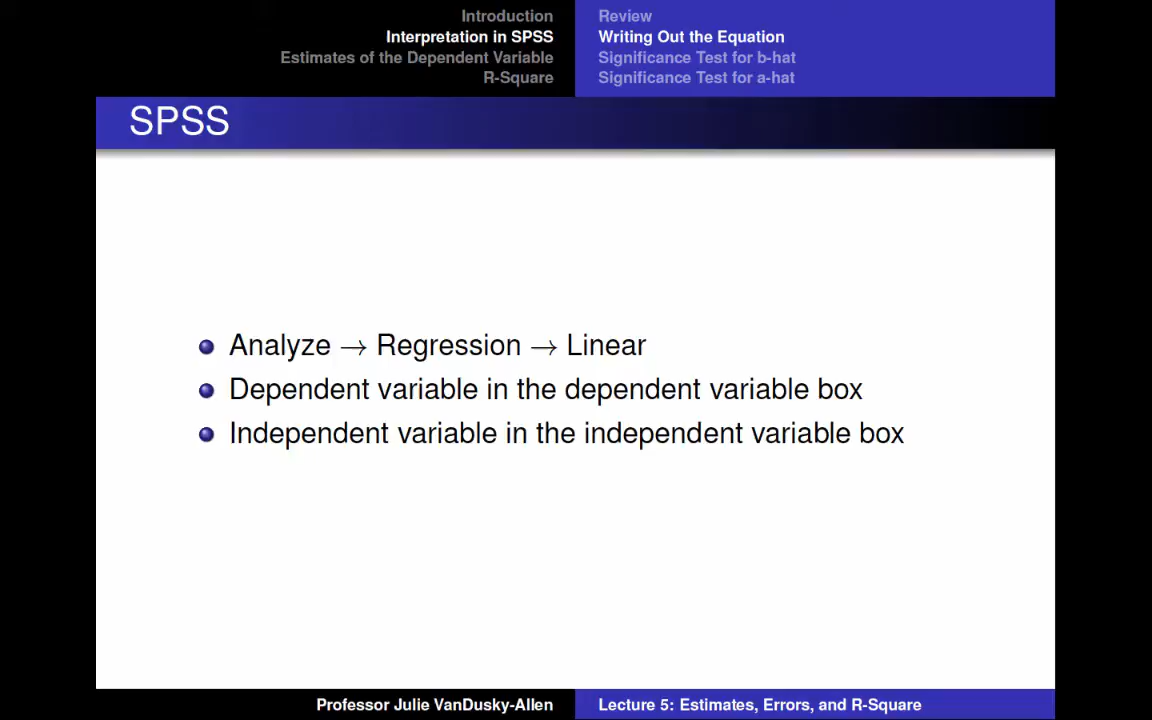 Introduction
Interpretation in SPSS
Estimates of the Dependent Variable
R-Square
Review
Writing Out the Equation
Significance Test for b-hat
Significance Test for a-hat
SPSS
Analyze → Regression → Linear
Dependent variable in the dependent variable box
Independent variable in the independent variable box
Professor Julie VanDusky-Allen
Lecture 5: Estimates, Errors, and R-Square